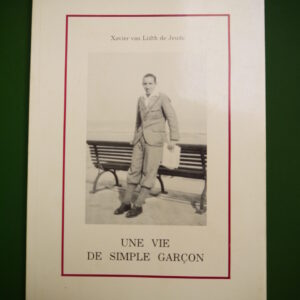 Xavier van Lidth de Jeude
UNE VIE
DE SIMPLE GARÇON